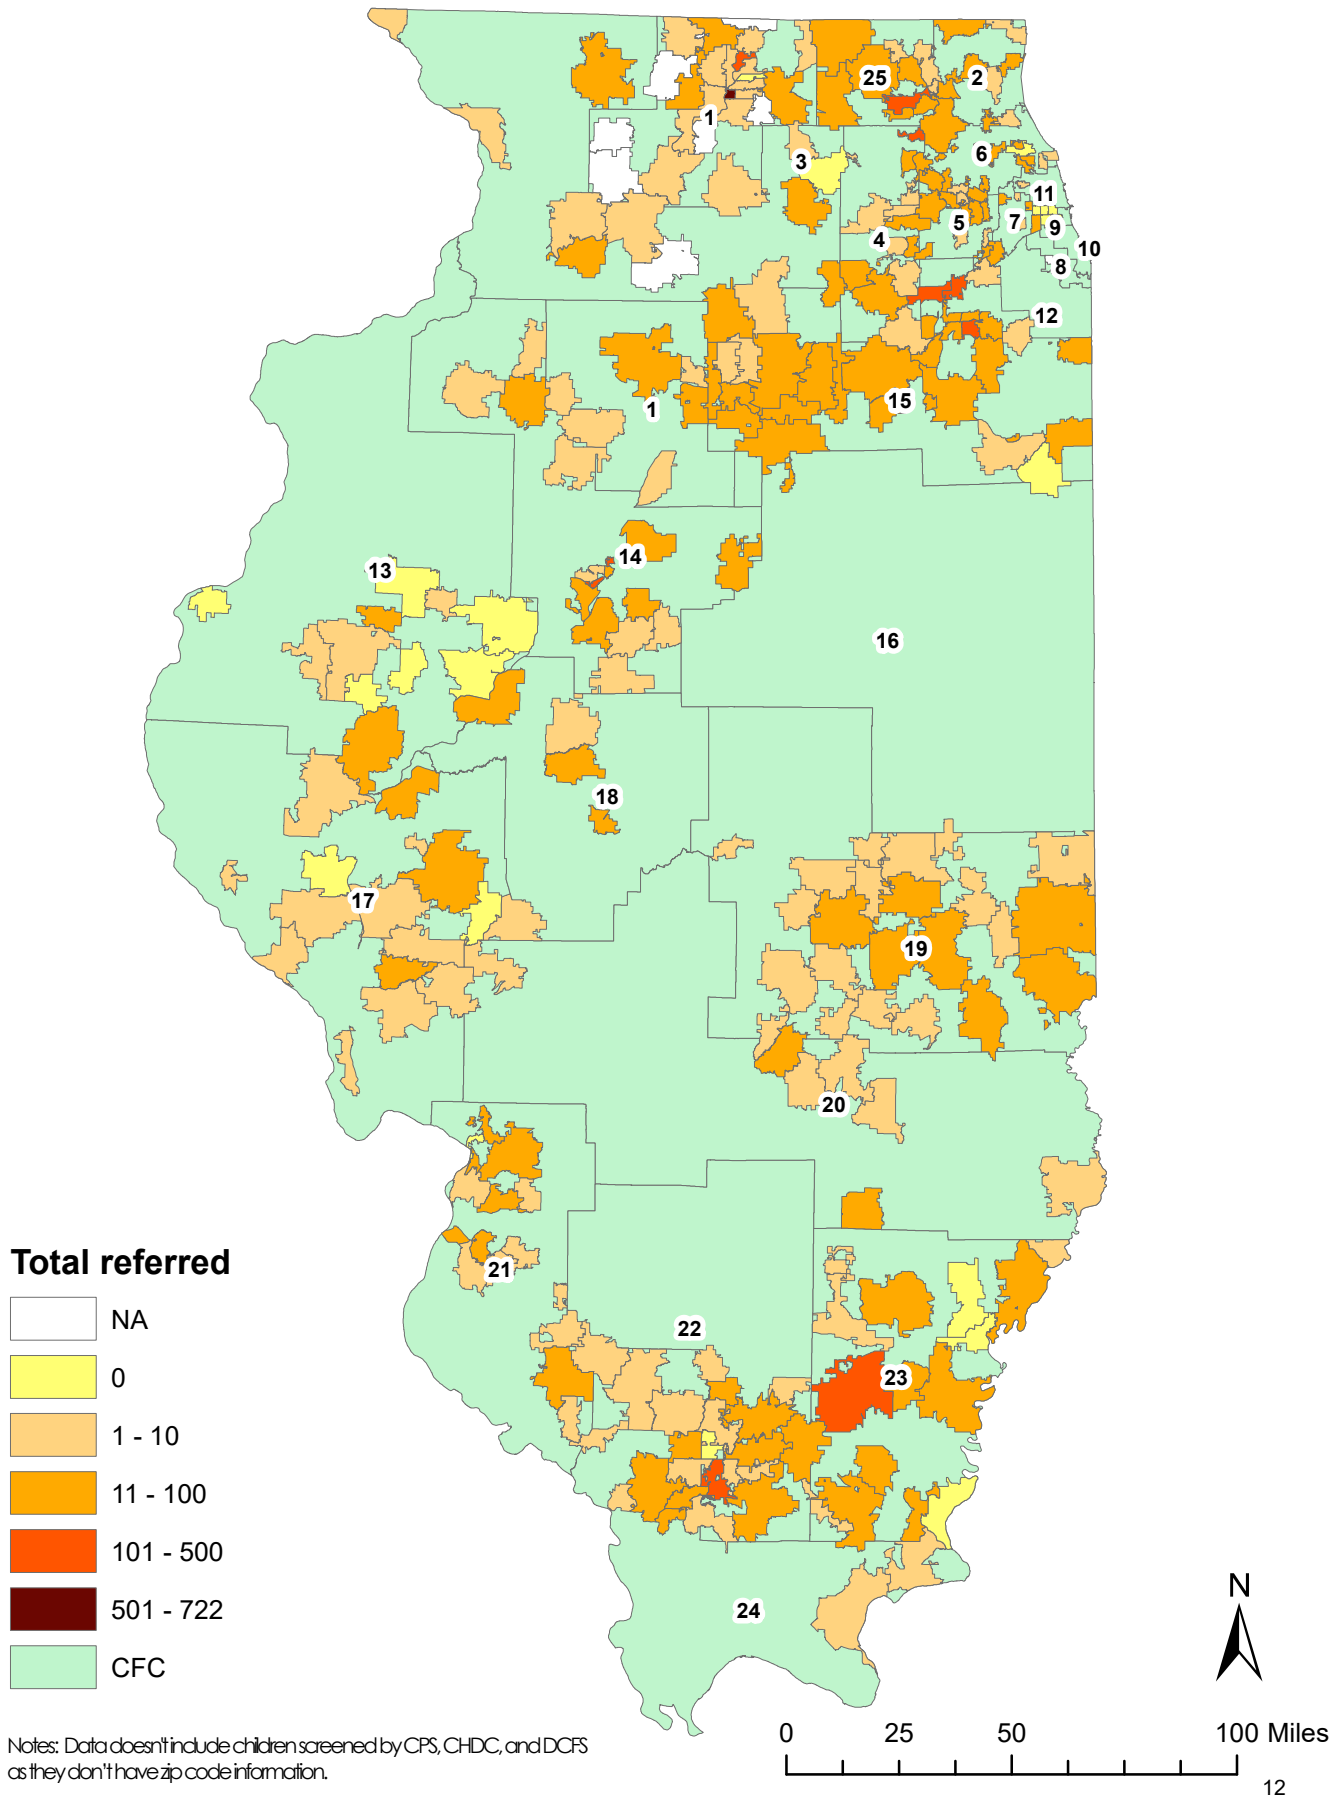 25
2
1
3
6
11
7
5
9
4
10
8
12
1
15
14
13
16
18
17
19
20
21
22
23
24
Total referred
NA
0
1 - 10
11 - 100
101 - 500
501 - 722
CFC
N
0 25 50 100 Miles
Notes: Data doesn't include children screened by CPS, CHDC, and DCFS
as they don't have zip code information.
12